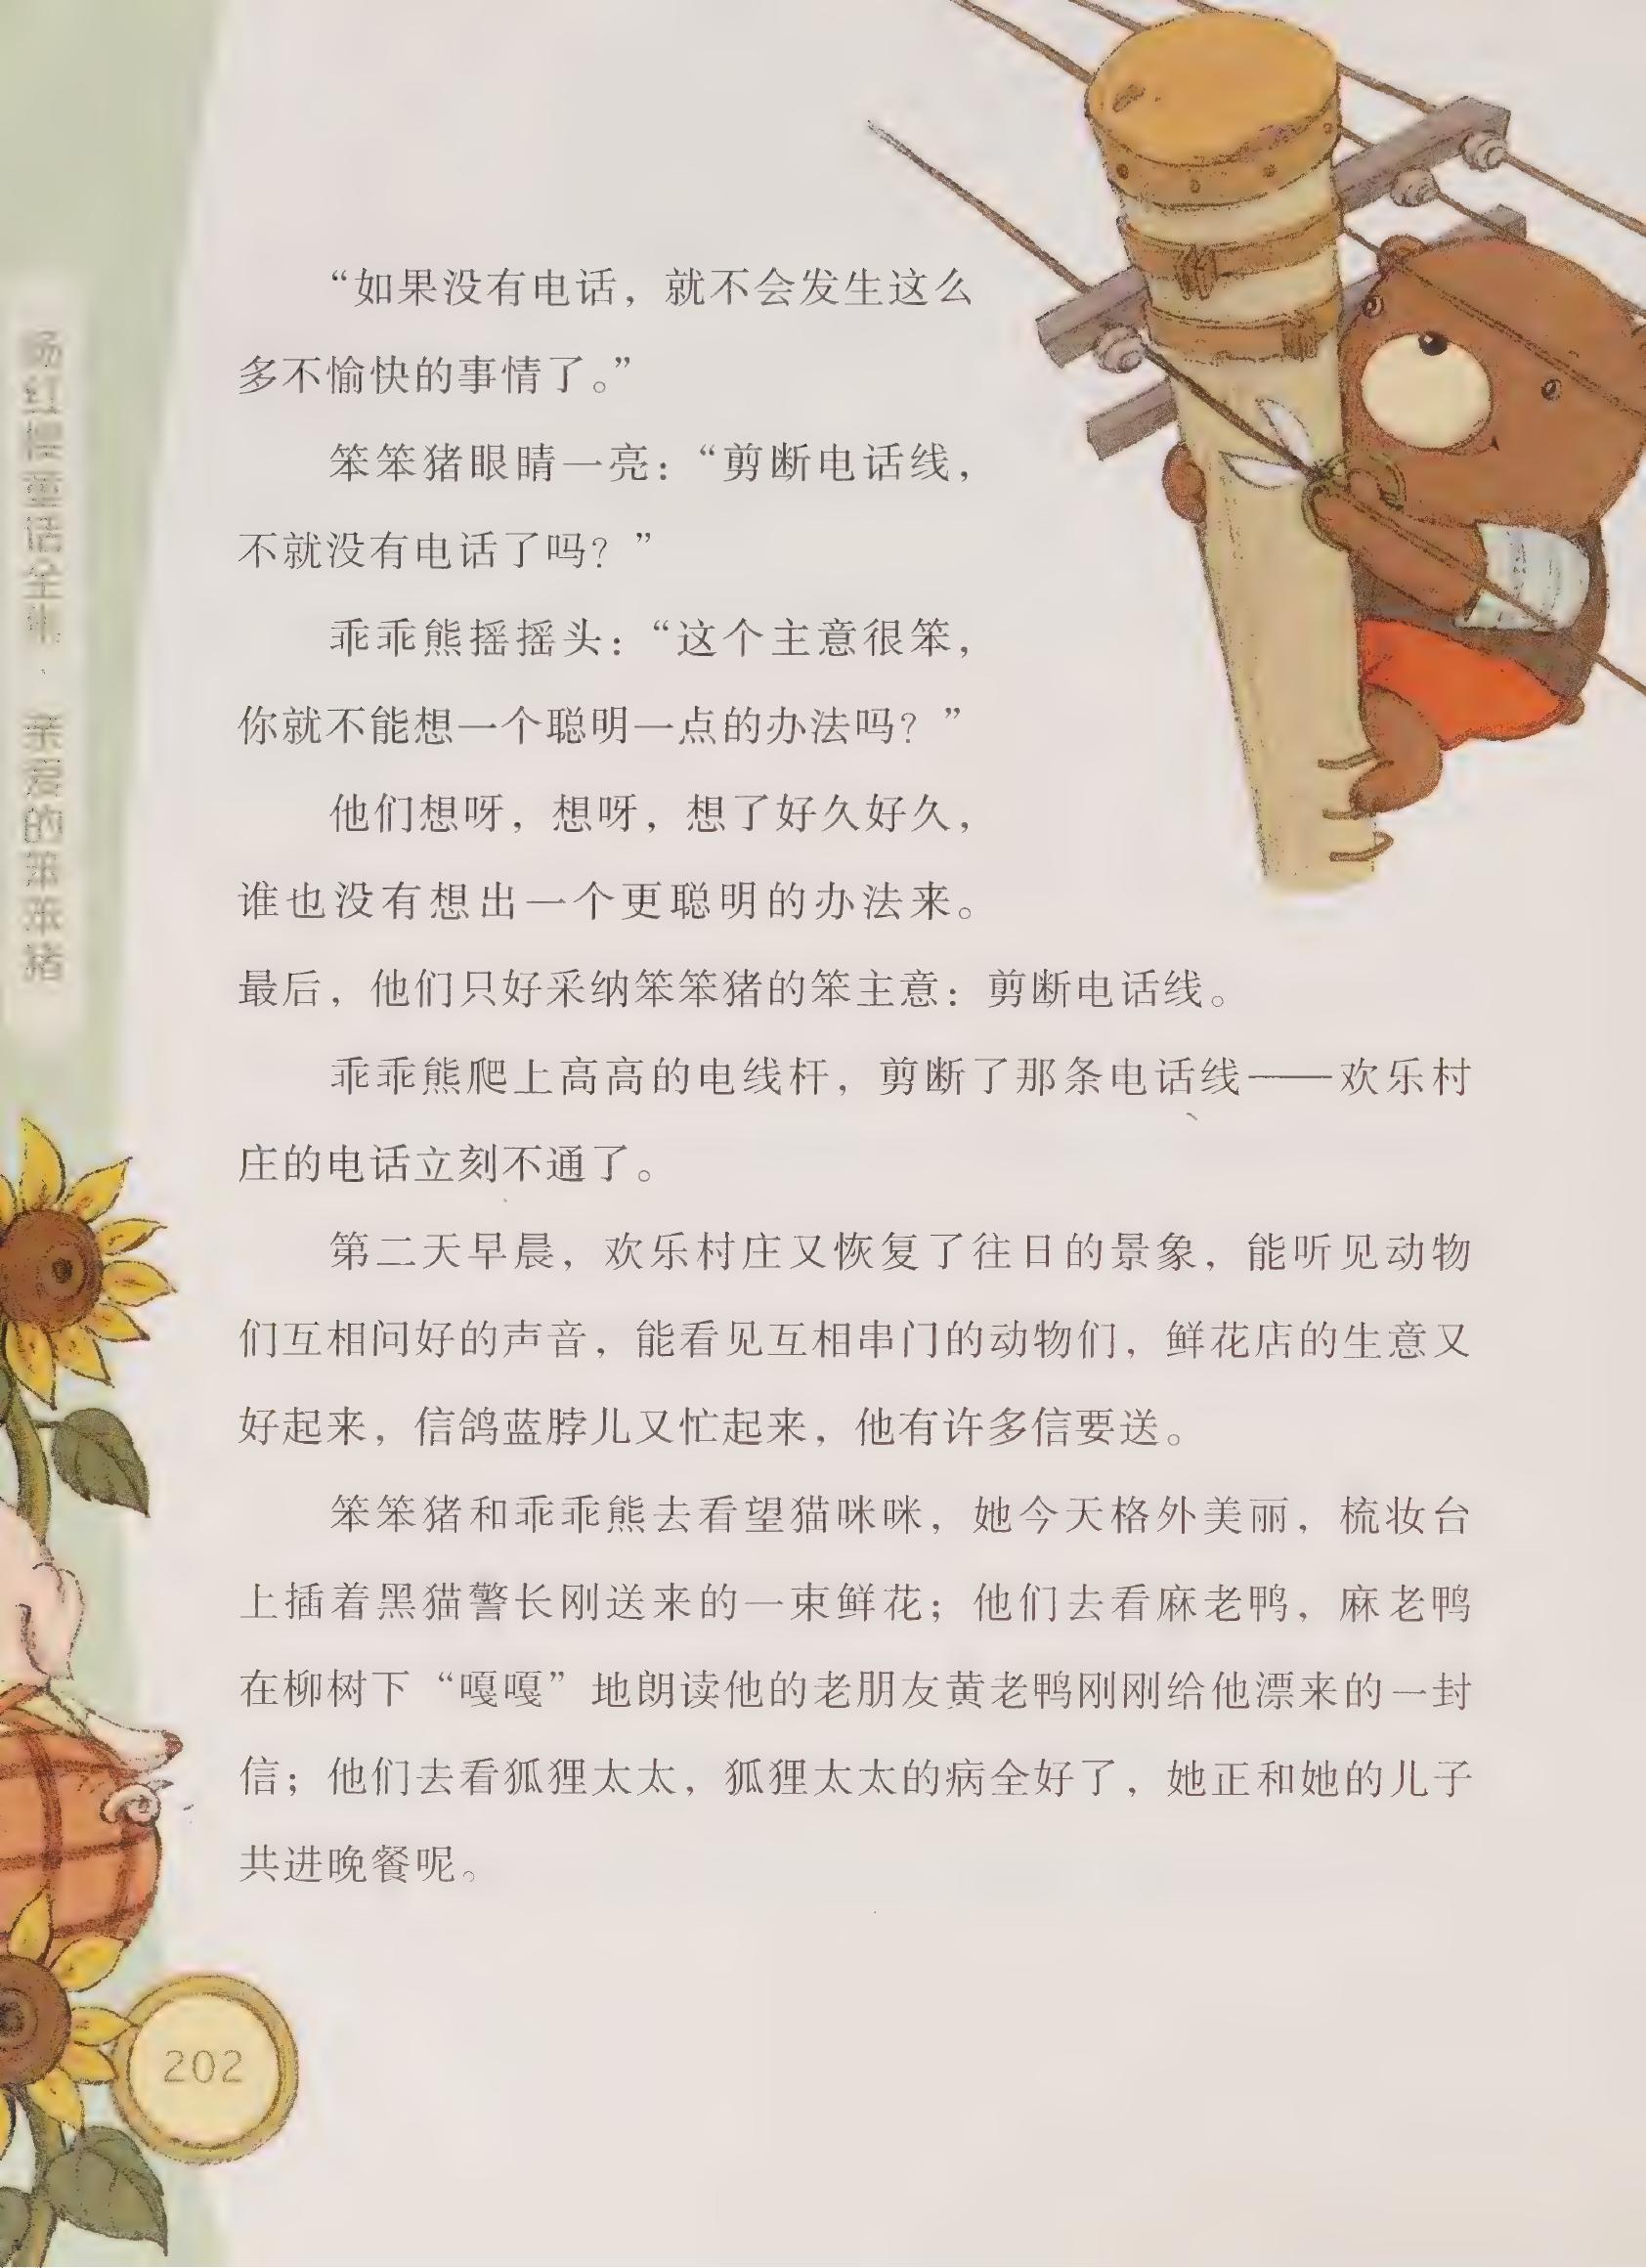 “如果没有电话，就不会发生这么
多不愉快的事情了。”
笨笨猪眼睛一亮：“剪断电话线，
不就没有电话了吗？”
乖乖熊摇摇头：“这个主意很笨，
你就不能想一个聪明一点的办法吗？”
他们想呀，想呀，想了好久好久，
谁也没有想出一个更聪明的办法来。
最后，他们只好采纳笨笨猪的笨主意：剪断电话线。
乖乖熊爬上高高的电线杆，剪断了那条电话线——欢乐村
庄的电话立刻不通了。
第二天早晨，欢乐村庄又恢复了往日的景象，能听见动物
们互相问好的声音，能看见互相串门的动物们，鲜花店的生意又
好起来，信鸽蓝脖儿又忙起来，他有许多信要送。
笨笨猪和乖乖熊去看望猫咪咪，她今天格外美丽，梳妆台
上插着黑猫警长刚送来的一束鲜花；他们去看麻老鸭，麻老鸭
在柳树下“嘎嘎”地朗读他的老朋友黄老鸭刚刚给他漂来的一封
信；他们去看狐狸太太，狐狸太太的病全好了，她正和她的儿子
共进晚餐呢。
杨红樱童话全集·亲爱的笨笨猪
202